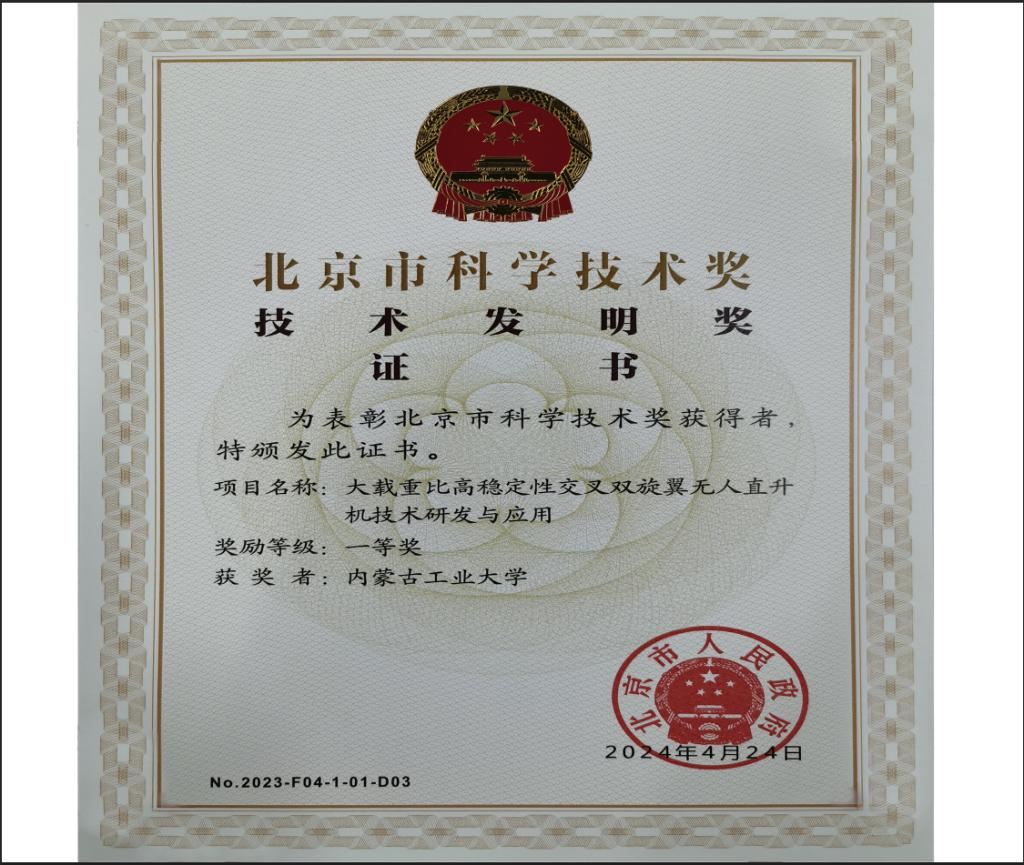 北京市科学技术奖
技术发明奖
证书
为表彰北京市科学技术奖获得者，
特颁发此证书。
项目名称：大载重比高稳定性交叉双旋翼无人直升
机技术研发与应用
奖励等级：一等奖
获奖者：内蒙古工业大学
北京市人民政府
2024年4月24日
No.2023-F04-1-01-D03